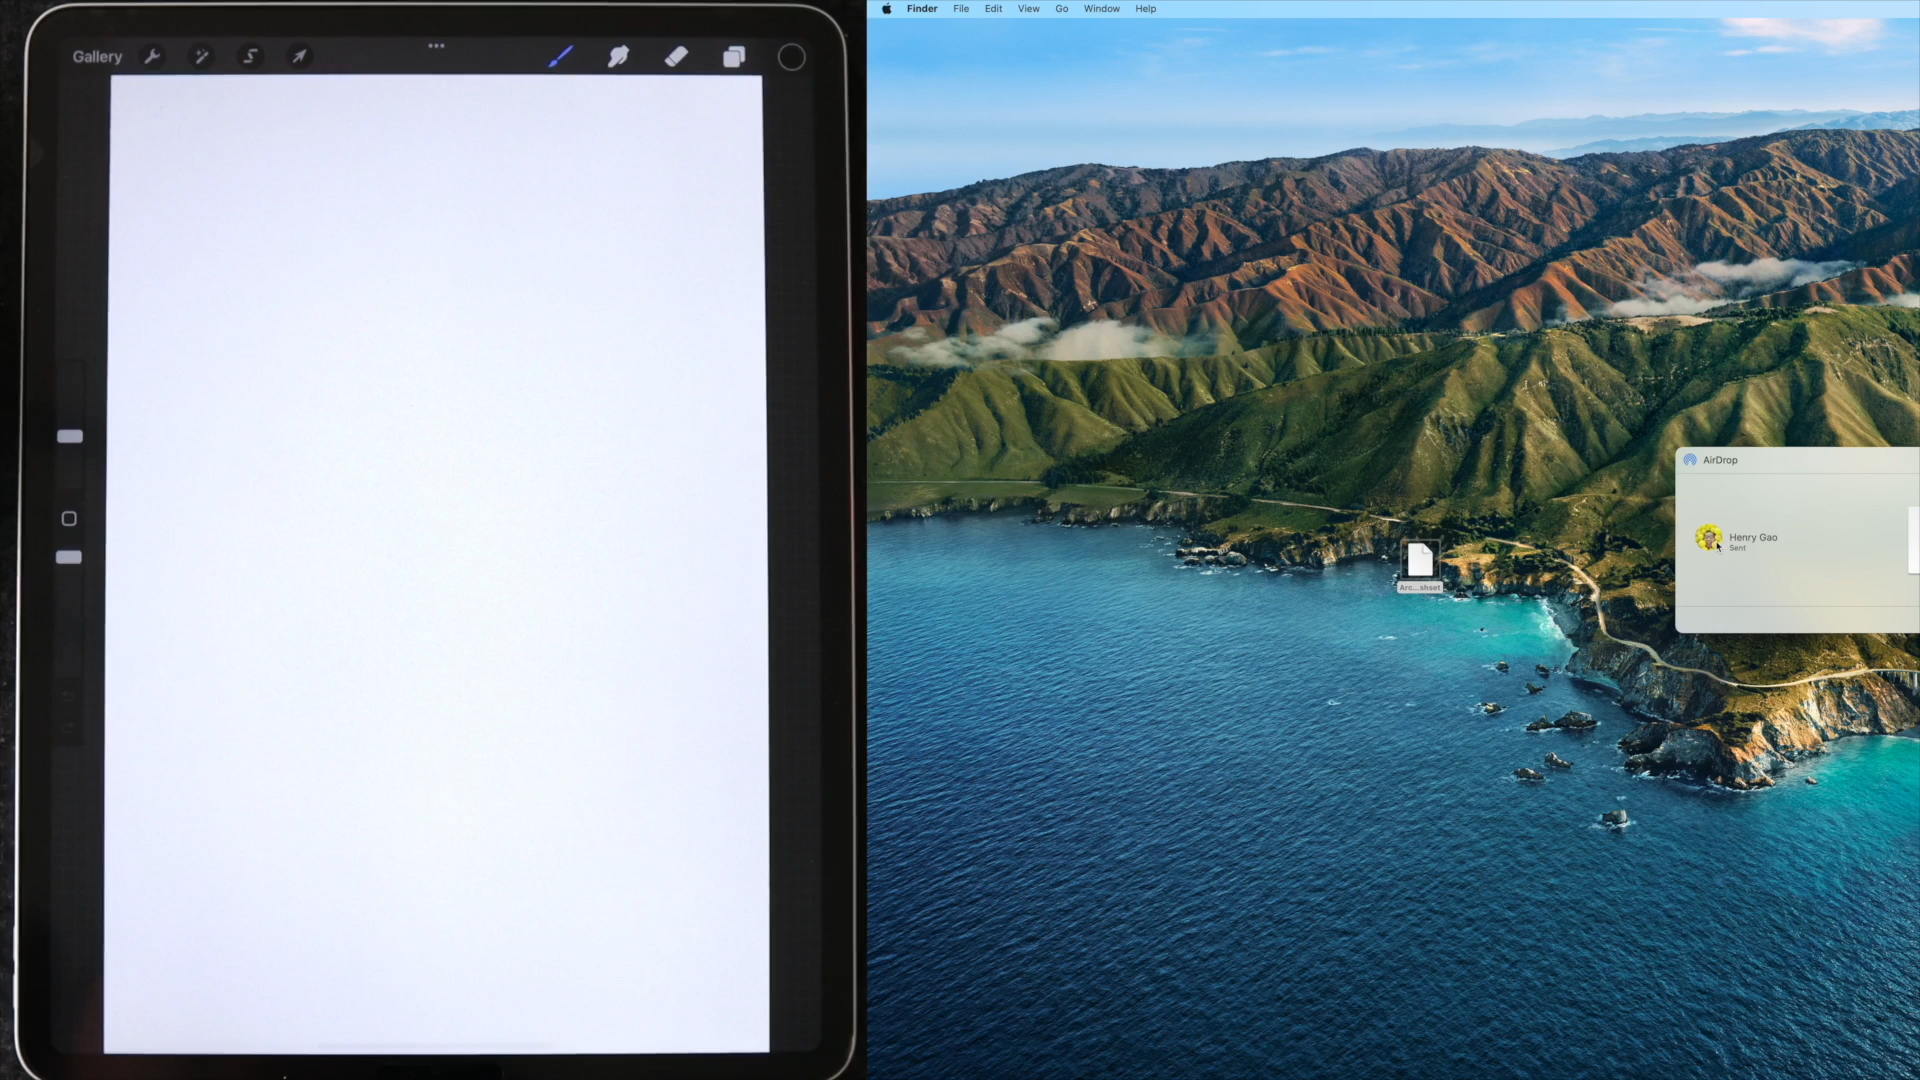 Gallery
Finder File Edit View Go Window Help
AirDrop
Henry Gao
Sent
Arc...shset